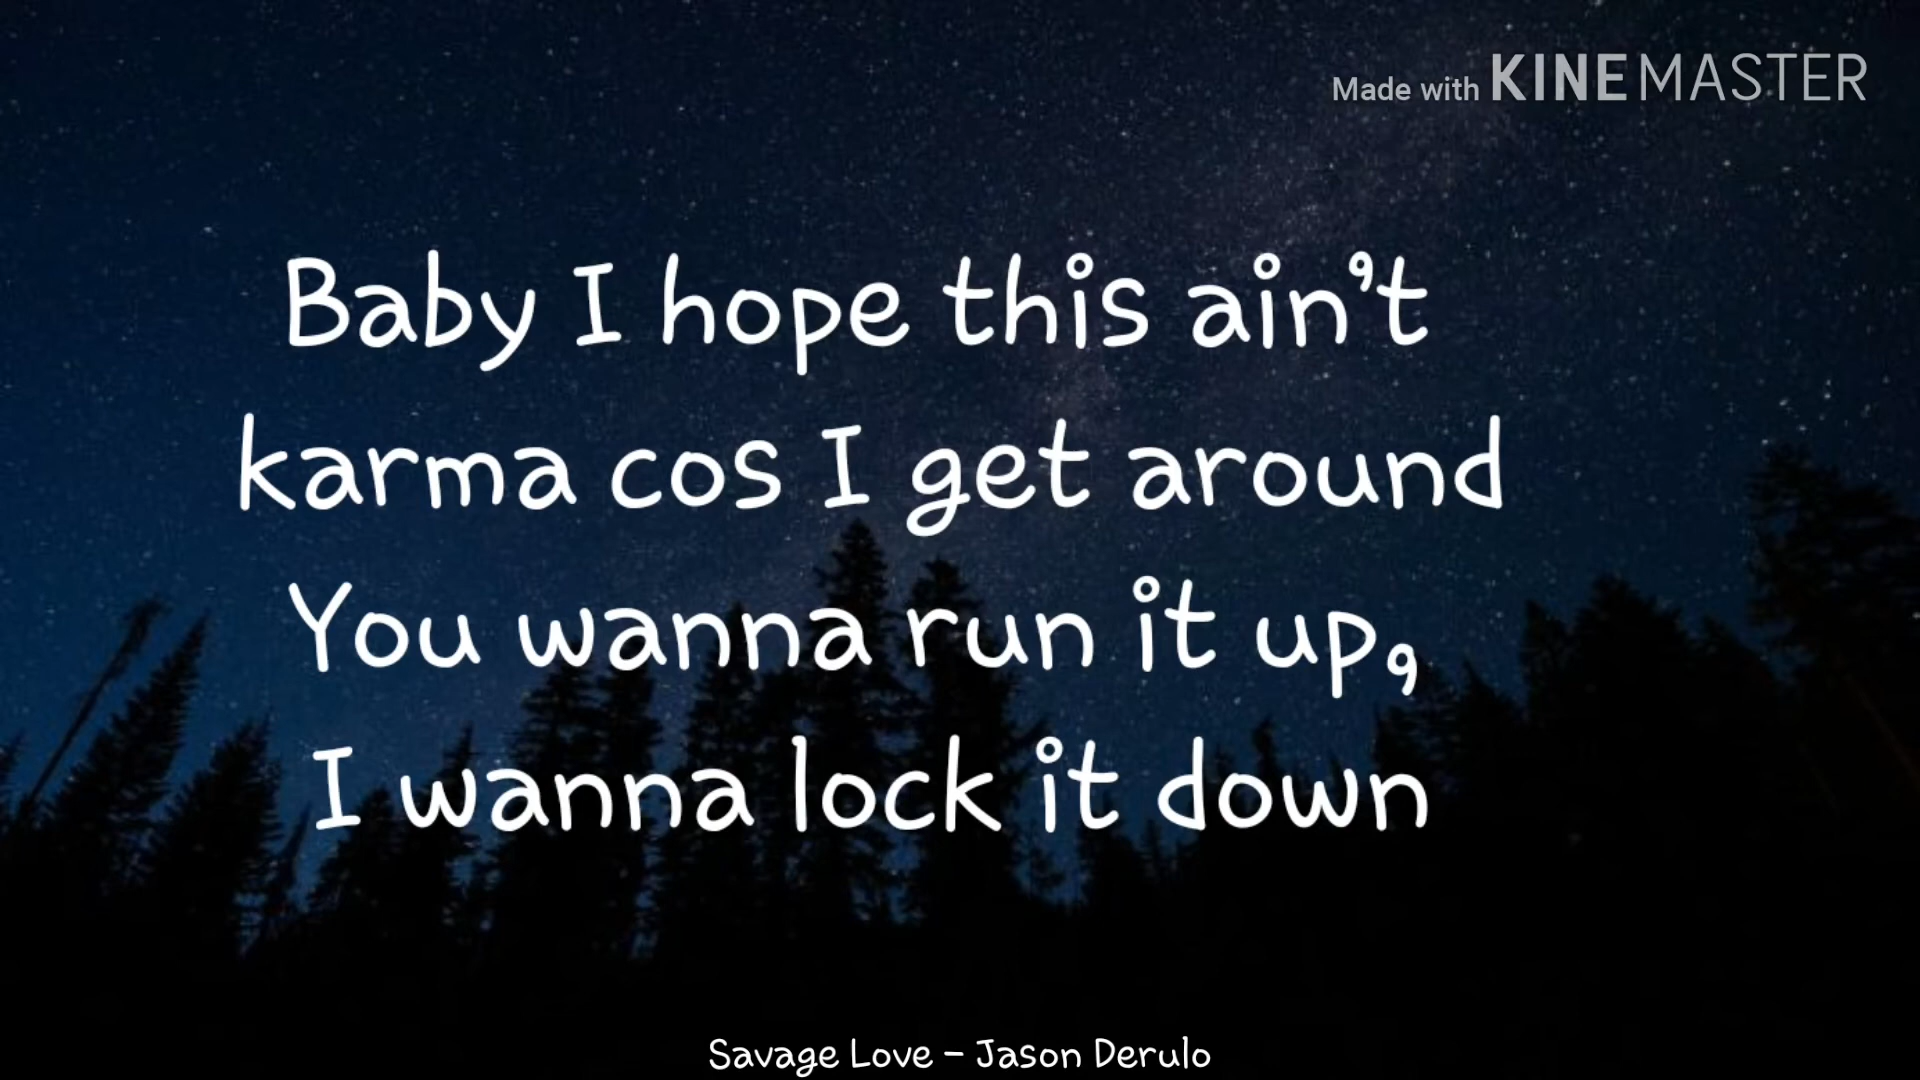 Made with KINEMASTER
Baby I hope this ain't
karma cos I get around
You wanna run it up,
I wanna lock it down
Savage Love - Jason Derulo